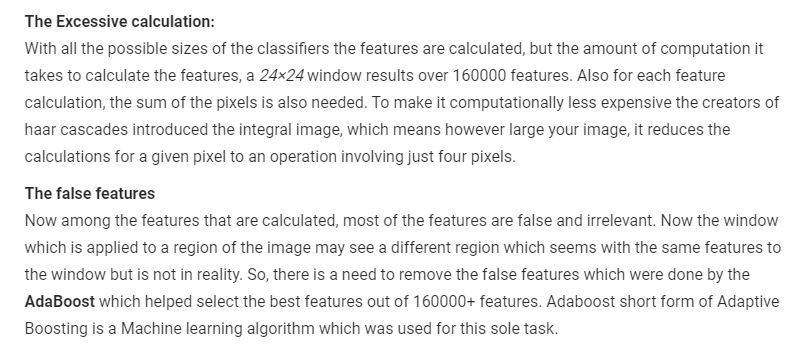 The Excessive calculation:
With all the possible sizes of the classifiers the features are calculated, but the amount of computation it
takes to calculate the features, a 24×24 window results over 160000 features. Also for each feature
calculation, the sum of the pixels is also needed. To make it computationally less expensive the creators of
haar cascades introduced the integral image, which means however large your image, it reduces the
calculations for a given pixel to an operation involving just four pixels.
The false features
Now among the features that are calculated, most of the features are false and irrelevant. Now the window
which is applied to a region of the image may see a different region which seems with the same features to
the window but is not in reality. So, there is a need to remove the false features which were done by the
AdaBoost which helped select the best features out of 160000+ features. Adaboost short form of Adaptive
Boosting is a Machine learning algorithm which was used for this sole task.